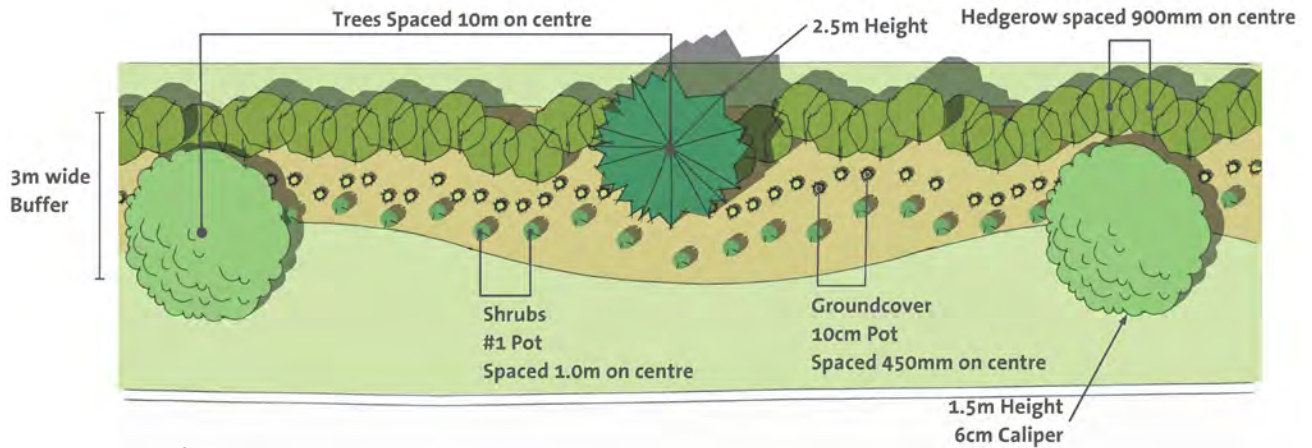 Trees Spaced 10m on centre
2.5m Height
Hedgerow spaced 900mm on centre
3m wide
Buffer
Shrubs
#1 Pot
Spaced 1.0m on centre
Groundcover
10cm Pot
Spaced 450mm on centre
1.5m Height
6cm Caliper